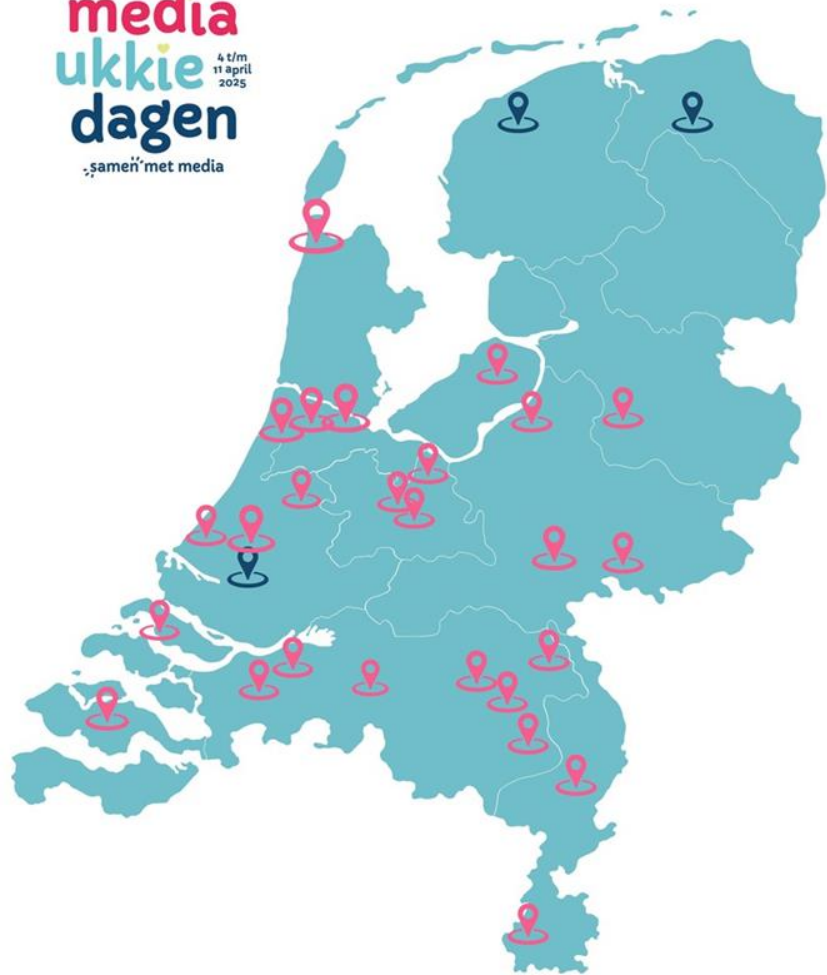 media
ukkie
4 t/m
11 april
2025
dagen
samen met media